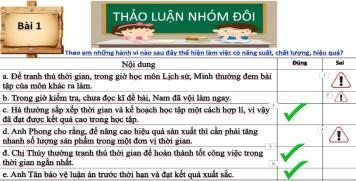 Bài 1
THẢO LUẬN NHÓM ĐÔI
Theo em những hành vi nào sau đây thể hiện làm việc có năng suất, chất lượng, hiệu quả?
Nội dung Đúng Sai
a. Để tranh thủ thời gian, trong giờ học môn Lịch sử, Minh thường đem bài
tập của môn khác ra làm.
b. Trong giờ kiểm tra, chưa đọc kĩ đề bài, Nam đã vội làm ngay.
c. Hà thường sắp xếp thời gian và kế hoạch học tập một cách hợp lí, vì vậy
đã đạt được kết quả cao trong học tập.
d. Anh Phong cho rằng, để nâng cao hiệu quả sản xuất thì cần phải tăng
nhanh số lượng sản phẩm trong một đơn vị thời gian.
đ. Chị Thủy thường tranh thủ thời gian để hoàn thành tốt công việc trong
thời gian ngắn nhất.
e. Anh Tân bảo vệ luận án trước thời hạn và đạt kết quả xuất sắc.